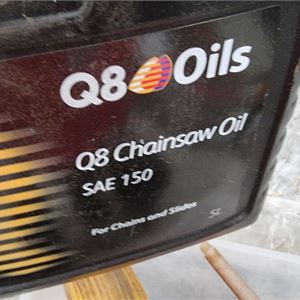 Q8 Oils
Q8 Chainsaw Oil
SAE 150
For Chains and Slides
5L